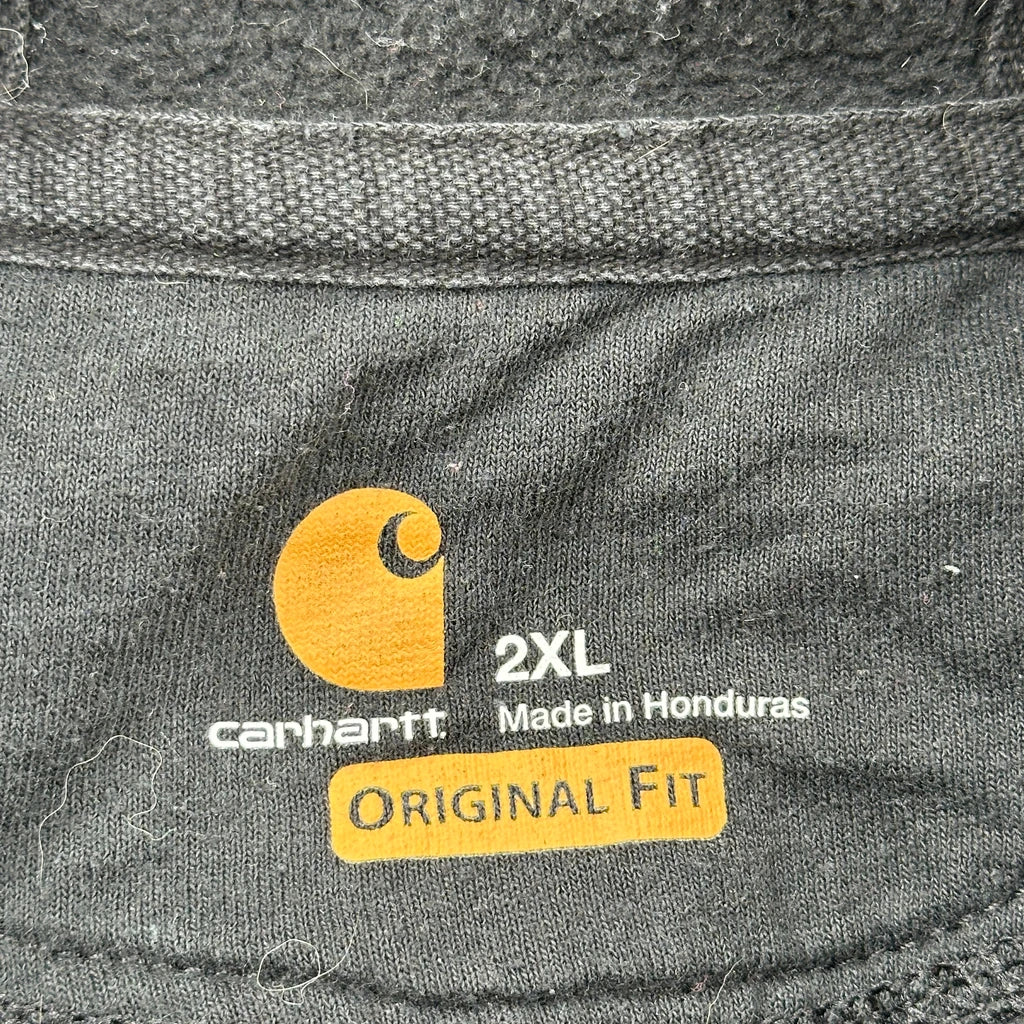 2XL
carhartt.
Made in Honduras
ORIGINAL FIT